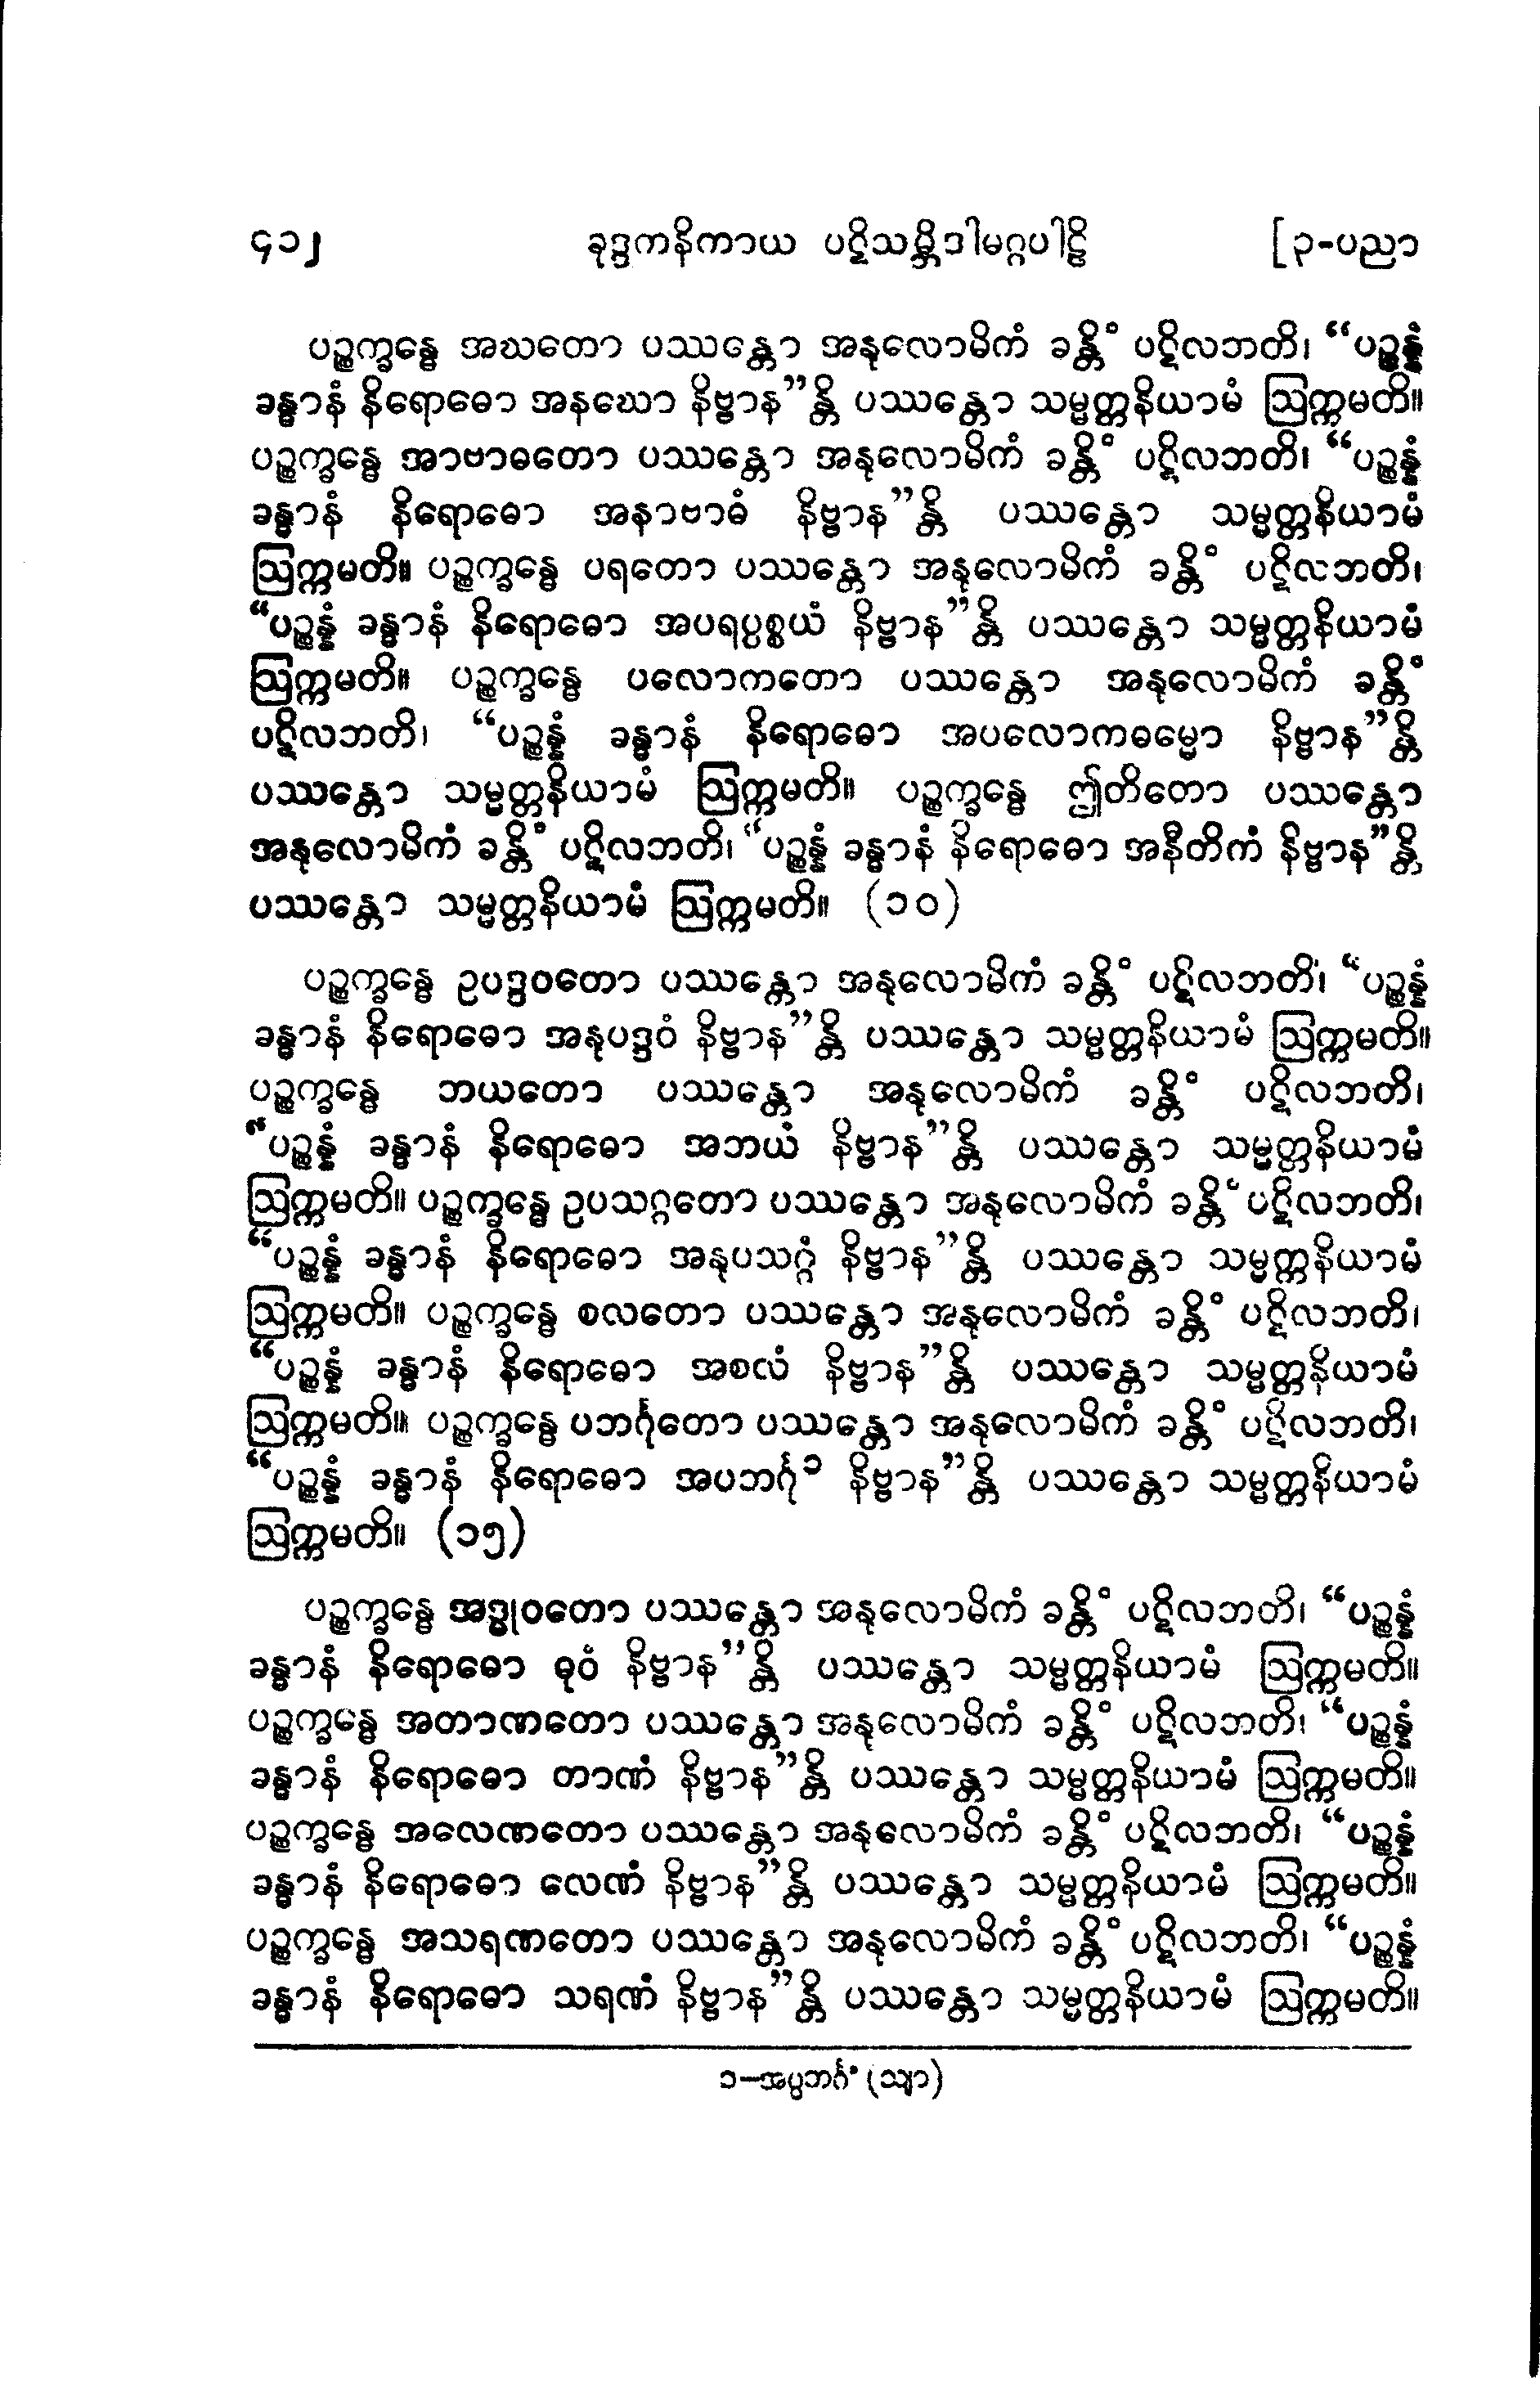 ၄၁၂ ခုဒ္ဒကနိကာယ ပဋိသမ္ဘိဒါမဂ္ဂပါဠိ [၃-ပညာ
ပဉ္စက္ခန္ဓေ အဃတော ပဿန္တော အနုလောမိကံ ခန္တိံ ပဋိလဘတိ၊ “ပဉ္စန္နံ
ခန္ဓာနံ နိရောဓော အနဃော နိဗ္ဗာန”န္တိ ပဿန္တော သမ္မတ္တနိယာမံ ဩက္ကမတိ။
ပဉ္စက္ခန္ဓေ အာဗာဓတော ပဿန္တော အနုလောမိကံ ခန္တိံ ပဋိလဘတိ၊ “ပဉ္စန္နံ
ခန္ဓာနံ နိရောဓော အနာဗာဓံ နိဗ္ဗာန”န္တိ ပဿန္တော သမ္မတ္တနိယာမံ
ဩက္ကမတိ။ ပဉ္စက္ခန္ဓေ ပရတော ပဿန္တော အနုလောမိကံ ခန္တိံ ပဋိလဘတိ၊
“ပဉ္စန္နံ ခန္ဓာနံ နိရောဓော အပရပ္ပစ္စယံ နိဗ္ဗာန”န္တိ ပဿန္တော သမ္မတ္တနိယာမံ
ဩက္ကမတိ။ ပဉ္စက္ခန္ဓေ ပလောကတော ပဿန္တော အနုလောမိကံ ခန္တိံ
ပဋိလဘတိ၊ “ပဉ္စန္နံ ခန္ဓာနံ နိရောဓော အပလောကဓမ္မော နိဗ္ဗာန”န္တိ
ပဿန္တော သမ္မတ္တနိယာမံ ဩက္ကမတိ။ ပဉ္စက္ခန္ဓေ ဤတိတော ပဿန္တော
အနုလောမိကံ ခန္တိံ ပဋိလဘတိ၊ “ပဉ္စန္နံ ခန္ဓာနံ နိရောဓော အနီတိကံ နိဗ္ဗာန”န္တိ
ပဿန္တော သမ္မတ္တနိယာမံ ဩက္ကမတိ။ (၁၀)
ပဉ္စက္ခန္ဓေ ဥပဒ္ဒဝတော ပဿန္တော အနုလောမိကံ ခန္တိံ ပဋိလဘတိ၊ “ပဉ္စန္နံ
ခန္ဓာနံ နိရောဓော အနုပဒ္ဒဝံ နိဗ္ဗာန”န္တိ ပဿန္တော သမ္မတ္တနိယာမံ ဩက္ကမတိ။
ပဉ္စက္ခန္ဓေ ဘယတော ပဿန္တော အနုလောမိကံ ခန္တိံ ပဋိလဘတိ၊
“ပဉ္စန္နံ ခန္ဓာနံ နိရောဓော အဘယံ နိဗ္ဗာန”န္တိ ပဿန္တော သမ္မတ္တနိယာမံ
ဩက္ကမတိ။ ပဉ္စက္ခန္ဓေ ဥပသဂ္ဂတော ပဿန္တော အနုလောမိကံ ခန္တိံ ပဋိလဘတိ၊
“ပဉ္စန္နံ ခန္ဓာနံ နိရောဓော အနုပသဂ္ဂံ နိဗ္ဗာန”န္တိ ပဿန္တော သမ္မတ္တနိယာမံ
ဩက္ကမတိ။ ပဉ္စက္ခန္ဓေ စလတော ပဿန္တော အနုလောမိကံ ခန္တိံ ပဋိလဘတိ၊
“ပဉ္စန္နံ ခန္ဓာနံ နိရောဓော အစလံ နိဗ္ဗာန”န္တိ ပဿန္တော သမ္မတ္တနိယာမံ
ဩက္ကမတိ။ ပဉ္စက္ခန္ဓေ ပဘင်္ဂုတော ပဿန္တော အနုလောမိကံ ခန္တိံ ပဋိလဘတိ၊
“ပဉ္စန္နံ ခန္ဓာနံ နိရောဓော အပဘင်္ဂု၁ နိဗ္ဗာန”န္တိ ပဿန္တော သမ္မတ္တနိယာမံ
ဩက္ကမတိ။ (၁၅)
ပဉ္စက္ခန္ဓေ အဒ္ဓုဝတော ပဿန္တော အနုလောမိကံ ခန္တိံ ပဋိလဘတိ၊ “ပဉ္စန္နံ
ခန္ဓာနံ နိရောဓော ဓုဝံ နိဗ္ဗာန”န္တိ ပဿန္တော သမ္မတ္တနိယာမံ ဩက္ကမတိ။
ပဉ္စက္ခန္ဓေ အတာဏတော ပဿန္တော အနုလောမိကံ ခန္တိံ ပဋိလဘတိ၊ “ပဉ္စန္နံ
ခန္ဓာနံ နိရောဓော တာဏံ နိဗ္ဗာန”န္တိ ပဿန္တော သမ္မတ္တနိယာမံ ဩက္ကမတိ။
ပဉ္စက္ခန္ဓေ အလေဏတော ပဿန္တော အနုလောမိကံ ခန္တိံ ပဋိလဘတိ၊ “ပဉ္စန္နံ
ခန္ဓာနံ နိရောဓော လေဏံ နိဗ္ဗာန”န္တိ ပဿန္တော သမ္မတ္တနိယာမံ ဩက္ကမတိ။
ပဉ္စက္ခန္ဓေ အသရဏတော ပဿန္တော အနုလောမိကံ ခန္တိံ ပဋိလဘတိ၊ “ပဉ္စန္နံ
ခန္ဓာနံ နိရောဓော သရဏံ နိဗ္ဗာန”န္တိ ပဿန္တော သမ္မတ္တနိယာမံ ဩက္ကမတိ။
၁—အပ္ပဘင်္ဂံ (သျာ)